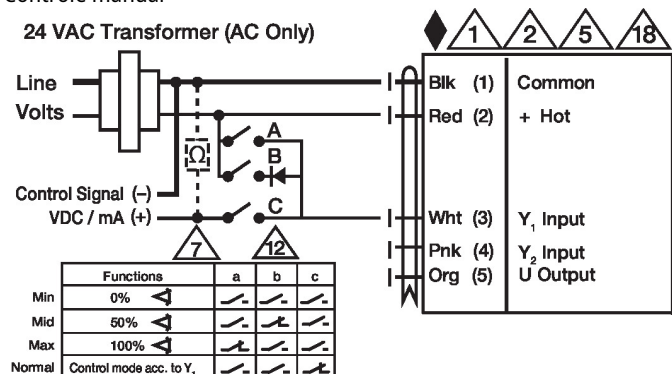 Controls manual
24 VAC Transformer (AC Only)
1 2 5 18
Line
Volts
Blk (1) Common
Red (2) + Hot
A
Ω
B
Control Signal (–)
VDC / mA (+)
C
Wht (3) Y₁ Input
Pnk (4) Y₂ Input
Org (5) U Output
7 12
Functions a b c
Min 0%
Mid 50%
Max 100%
Normal Control mode acc. to Y,